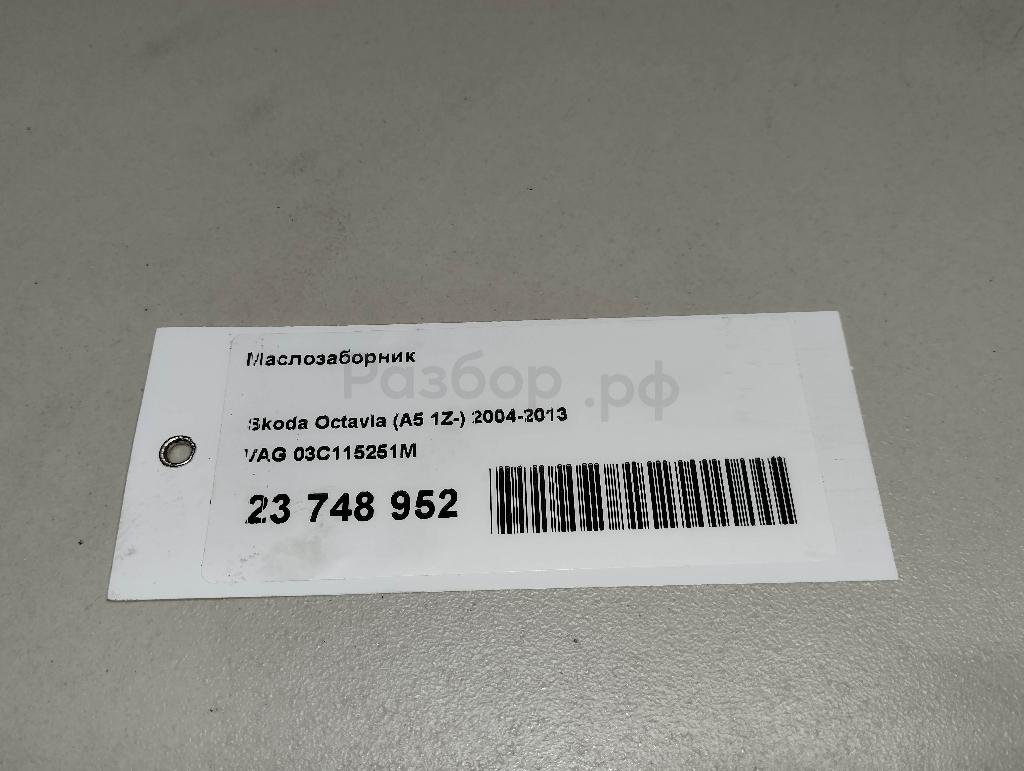 Маслозаборник
Разбор.рф
Skoda Octavia (A5 1Z-) 2004-2013
VAG 03C115251M
23 748 952